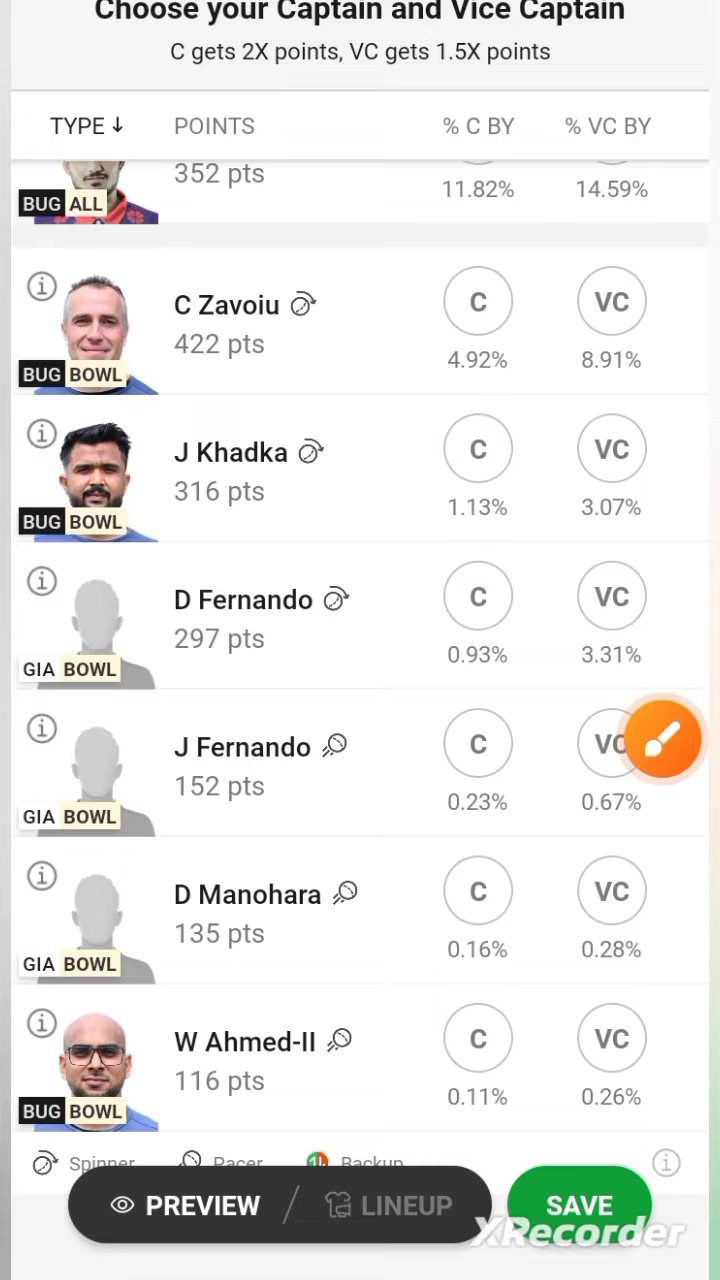 Choose your Captain and Vice Captain
C gets 2X points, VC gets 1.5X points
TYPE ↓ POINTS % C BY % VC BY
352 pts 11.82% 14.59%
BUG ALL
C Zavoiu C VC
422 pts 4.92% 8.91%
BUG BOWL
J Khadka C VC
316 pts 1.13% 3.07%
BUG BOWL
D Fernando C VC
297 pts 0.93% 3.31%
GIA BOWL
J Fernando C VC
152 pts 0.23% 0.67%
GIA BOWL
D Manohara C VC
135 pts 0.16% 0.28%
GIA BOWL
W Ahmed-II C VC
116 pts 0.11% 0.26%
BUG BOWL
Spinner Pacer Backup
PREVIEW / LINEUP SAVE
XRecorder